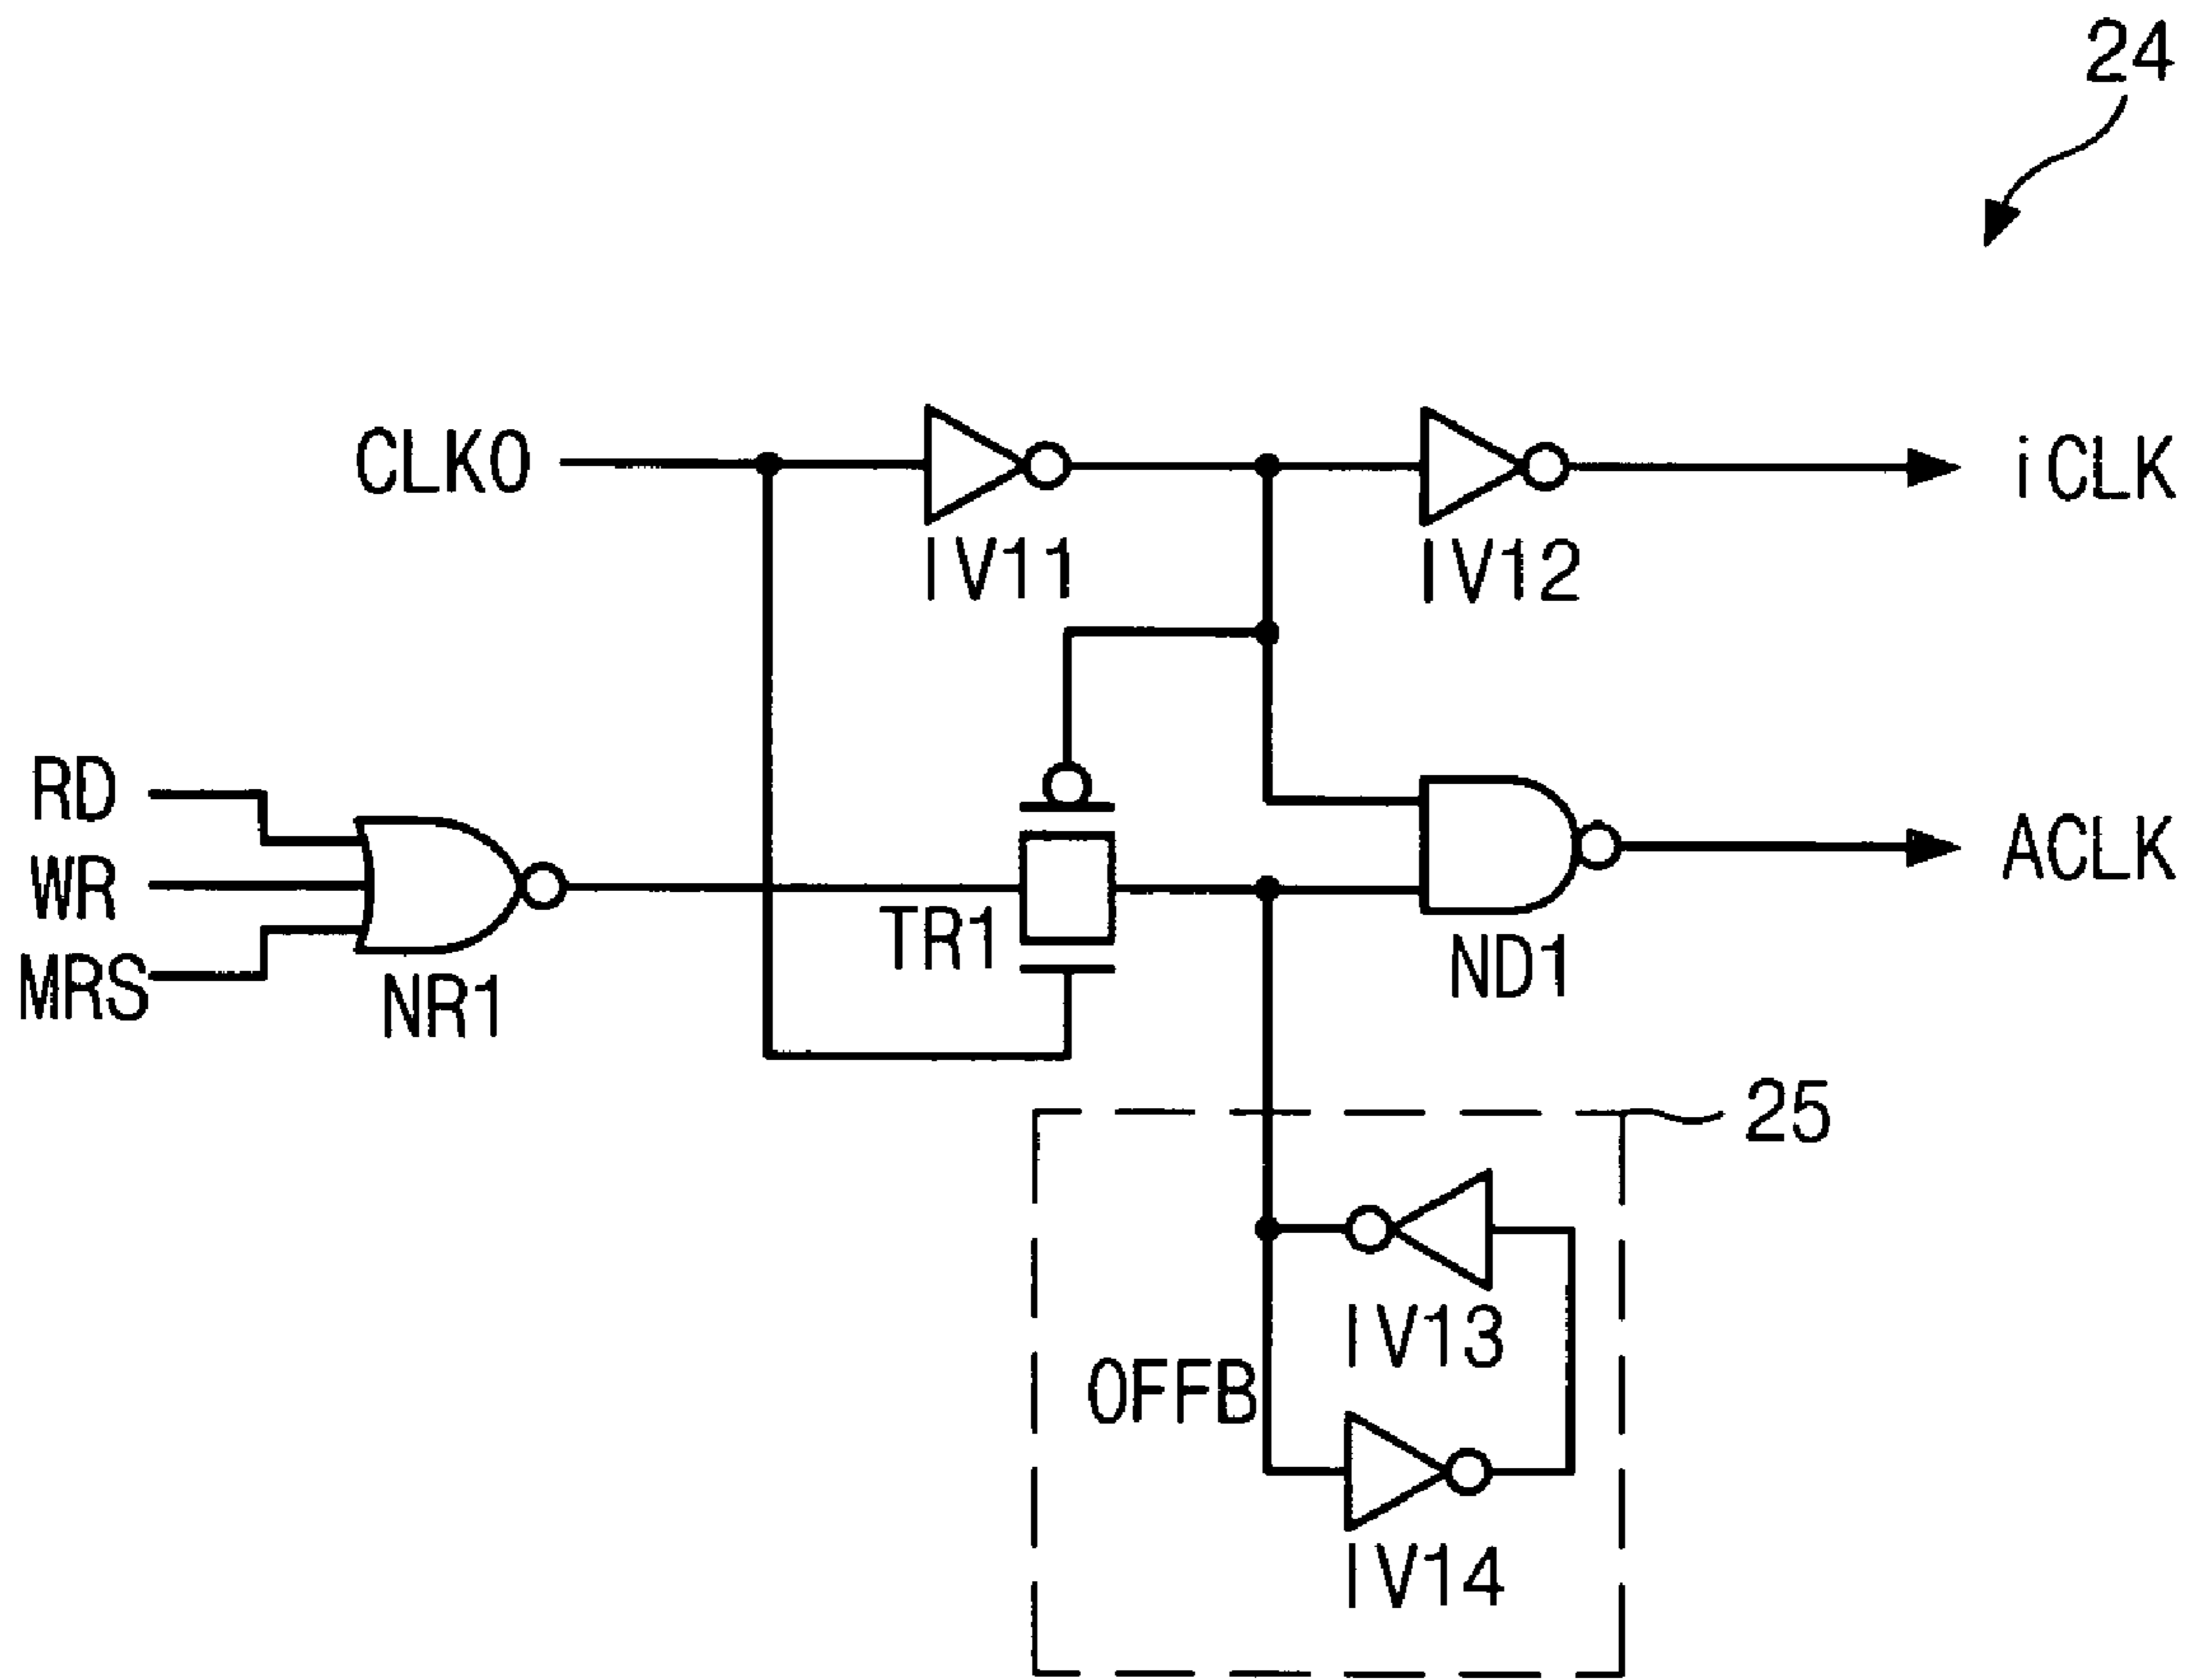 24
CLK0
iCLK
IV11
IV12
RD
WR
MRS
NR1
TR1
ND1
ACLK
25
IV13
OFFB
IV14